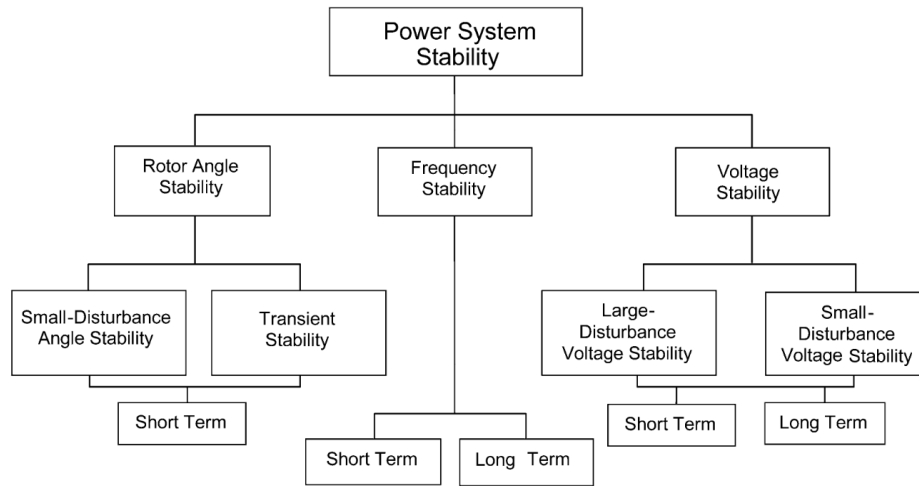 Power System
Stability
Rotor Angle
Stability
Frequency
Stability
Voltage
Stability
Small-Disturbance
Angle Stability
Transient
Stability
Large-
Disturbance
Voltage Stability
Small-
Disturbance
Voltage Stability
Short Term
Short Term
Long Term
Short Term
Long Term